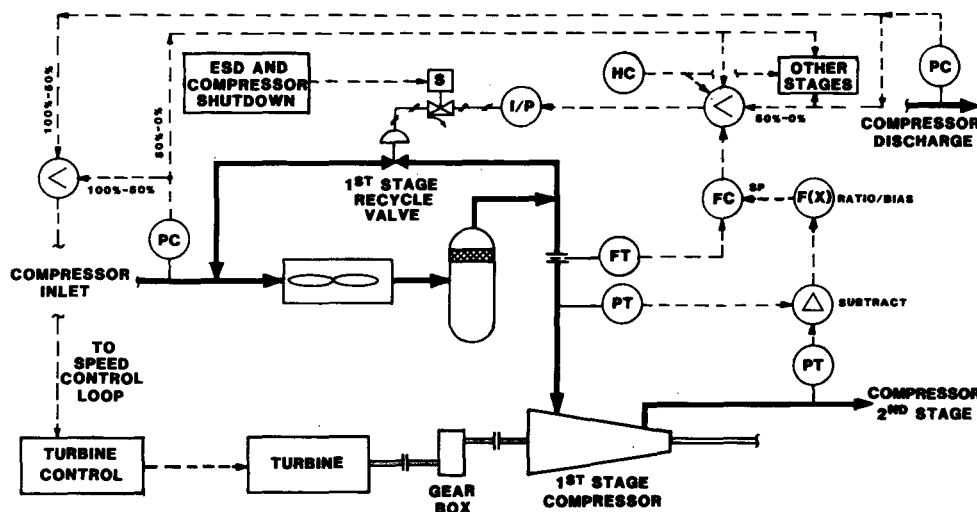 100%-50%
50%-0%
ESD AND
COMPRESSOR
SHUTDOWN
S
I/P
HC
<
OTHER
STAGES
50%-0%
PC
COMPRESSOR
DISCHARGE
<
100%-50%
PC
1ST STAGE
RECYCLE
VALVE
FC
SP
F(X)
RATIO/BIAS
COMPRESSOR
INLET
FT
PT
△
SUBTRACT
PT
TO
SPEED
CONTROL
LOOP
COMPRESSOR
2ND STAGE
TURBINE
CONTROL
TURBINE
GEAR
BOX
1ST STAGE
COMPRESSOR